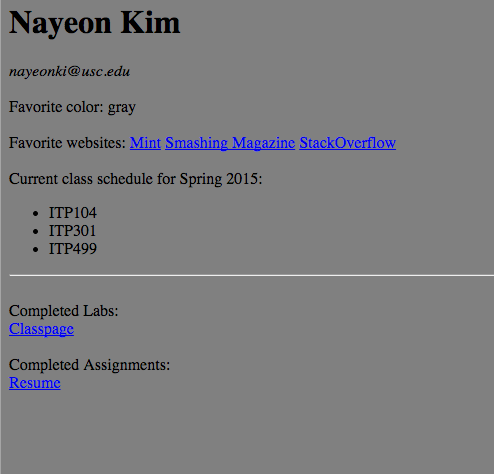 Nayeon Kim
nayeonki@usc.edu
Favorite color: gray
Favorite websites: Mint Smashing Magazine StackOverflow
Current class schedule for Spring 2015:
• ITP104
• ITP301
• ITP499
Completed Labs:
Classpage
Completed Assignments:
Resume